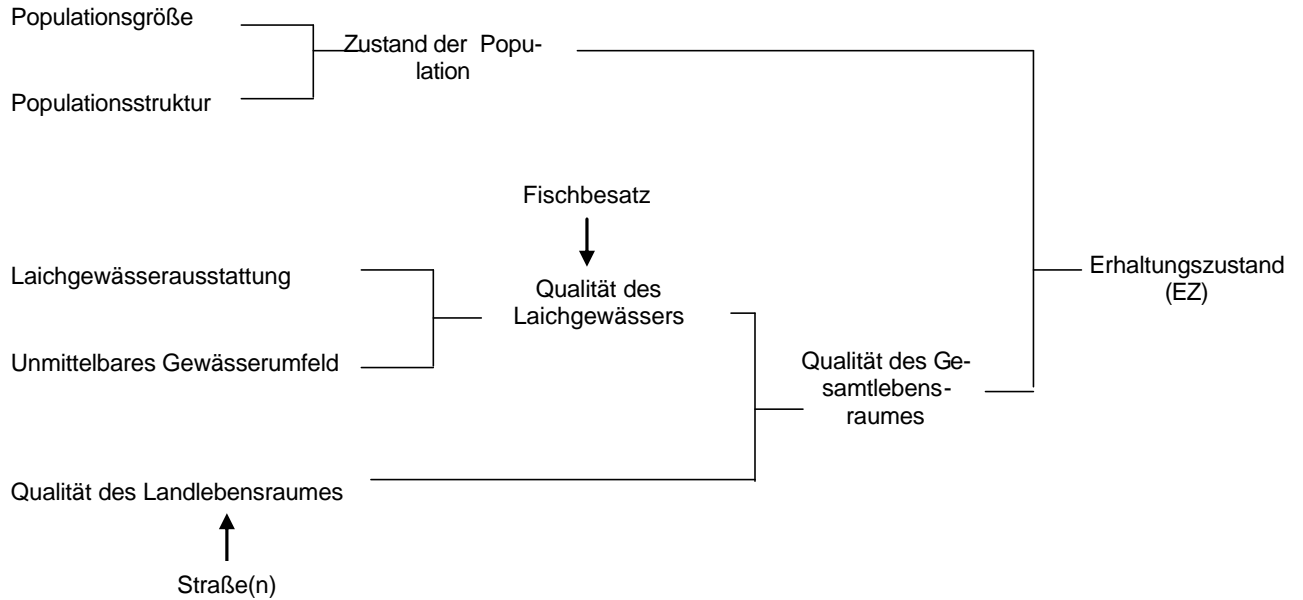 Populationsgröße
Zustand der Popu-
lation
Populationsstruktur
Fischbesatz
Laichgewässerausstattung
Qualität des
Laichgewässers
Erhaltungszustand
(EZ)
Unmittelbares Gewässerumfeld
Qualität des Ge-
samtlebens-
raumes
Qualität des Landlebensraumes
Straße(n)